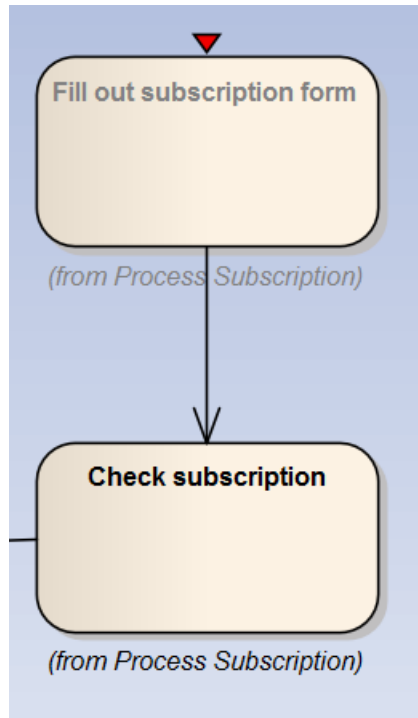 Fill out subscription form
(from Process Subscription)
Check subscription
(from Process Subscription)